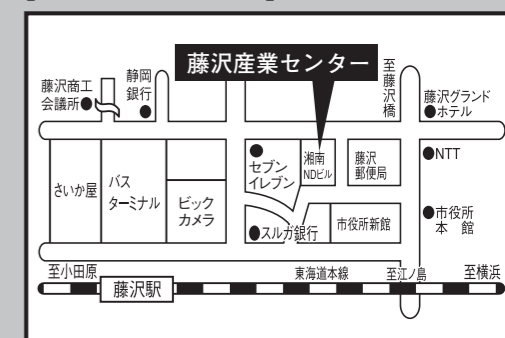 藤沢産業センター
藤沢商工
会議所
静岡
銀行
至藤沢橋
藤沢グランド
ホテル
さいか屋
バス
ターミナル
ビック
カメラ
セブン
イレブン
湘南
NDビル
藤沢
郵便局
NTT
スルガ銀行
市役所新館
市役所
本館
至小田原
藤沢駅
東海道本線
至江ノ島
至横浜